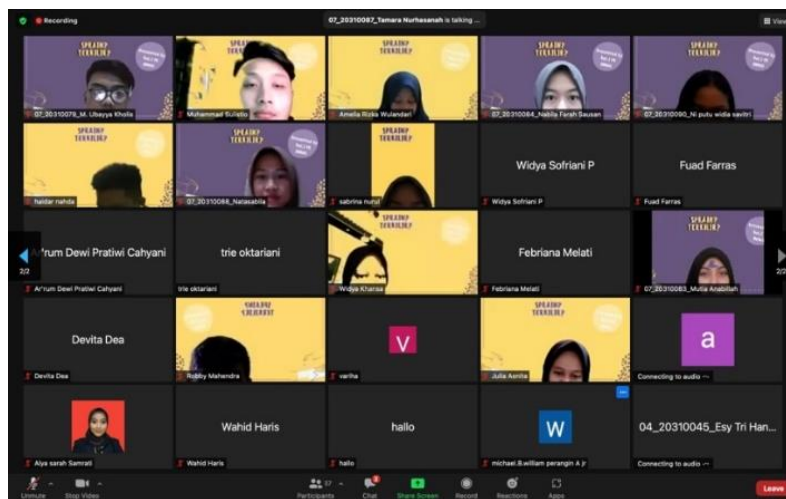 Recording
07_20310087_Tamara Nurhasanah is talking ...
View
07_20310079_M. Ubayya Kholis
Muhammad Sulistio
Amelia Rizka Wulandari
07_20310084_Nabila Farah Sausan
07_20310090_Ni putu widia savitri
haidar nahda
07_20310088_Natasabila
sabrina nurul
Widya Sofriani P
Widya Sofriani P
Fuad Farras
Fuad Farras
Ar'rum Dewi Pratiwi Cahyani
Ar'rum Dewi Pratiwi Cahyani
trie oktariani
trie oktariani
Widya Khansa
Febriana Melati
Febriana Melati
07_20310083_Mutia Anabillah
2/2
2/2
Devita Dea
Devita Dea
Robby Mahendra
V
variha
Julia Asnita
a
Connecting to audio
Alya sarah Samrati
Wahid Haris
Wahid Haris
hallo
hallo
W
michael.B.william perangin A jr
04_20310045_Esy Tri Han...
Connecting to audio
Unmute
Stop Video
Participants
Chat
Share Screen
Record
Reactions
Apps
Leave